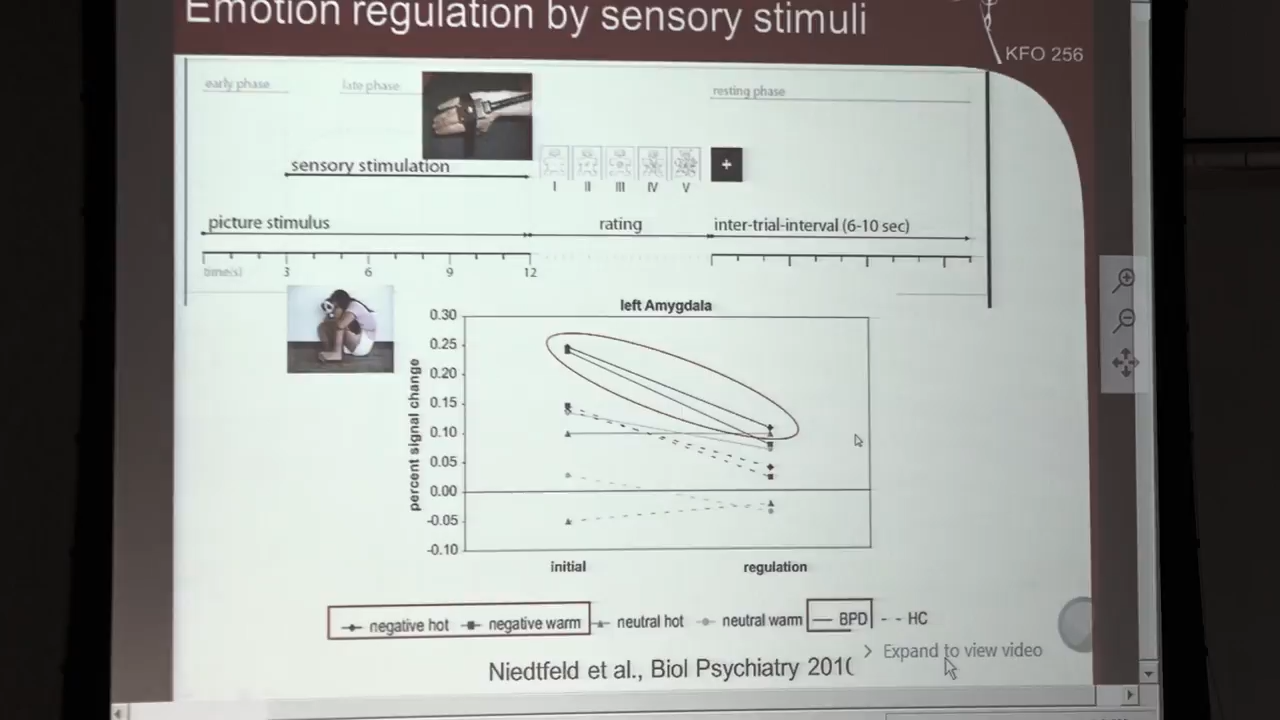 Emotion regulation by sensory stimuli
KFO 256
early phase
late phase
resting phase
sensory stimulation
+
I II III IV V
picture stimulus
rating
inter-trial-interval (6-10 sec)
time(s) 3 6 9 12
left Amygdala
0.30
0.25
0.20
0.15
0.10
0.05
0.00
-0.05
-0.10
percent signal change
initial regulation
negative hot negative warm neutral hot neutral warm BPD HC
> Expand to view video
Niedtfeld et al., Biol Psychiatry 2010